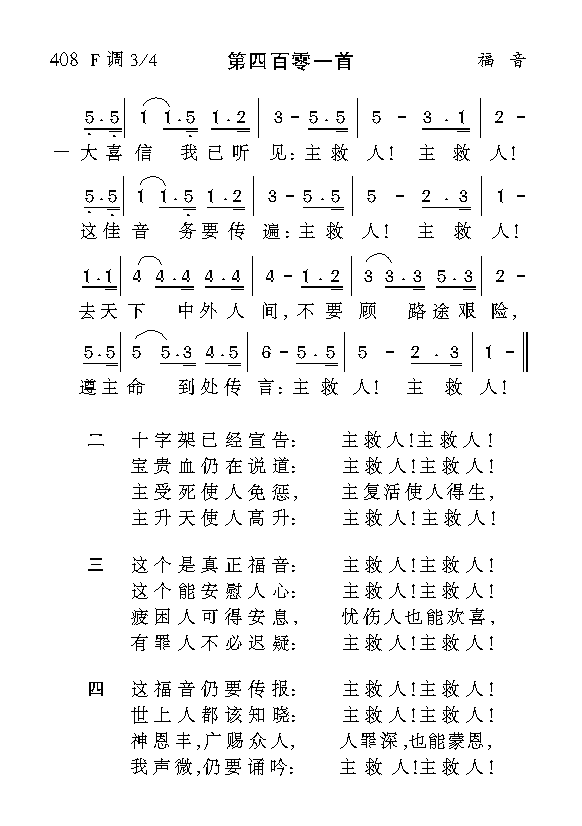 408 F 调 3/4 第四百零一首 福 音
5·5 | 1 1·5 1·2 | 3 - 5·5 | 5 - 3·1 | 2 -
一 大喜信 我已听见:主救人! 主救人!
5·5 | 1 1·5 1·2 | 3 - 5·5 | 5 - 2·3 | 1 -
这佳音 务要传遍:主救人! 主救人!
1·1 | 4 4·4 4·4 | 4 - 1·2 | 3 3·3 5·3 | 2 -
去天下 中外人间,不要顾 路途艰险,
5·5 | 5 5·3 4·5 | 6 - 5·5 | 5 - 2·3 | 1 - ‖
遵主命 到处传言:主救人! 主救人!
二 十字架已经宣告: 主救人!主救人!
宝贵血仍在说道: 主救人!主救人!
主受死使人免惩, 主复活使人得生,
主升天使人高升: 主救人!主救人!
三 这个是真正福音: 主救人!主救人!
这个能安慰人心: 主救人!主救人!
疲困人可得安息, 忧伤人也能欢喜,
有罪人不必迟疑: 主救人!主救人!
四 这福音仍要传报: 主救人!主救人!
世上人都该知晓: 主救人!主救人!
神恩丰,广赐众人, 人罪深,也能蒙恩,
我声微,仍要诵吟: 主救人!主救人!